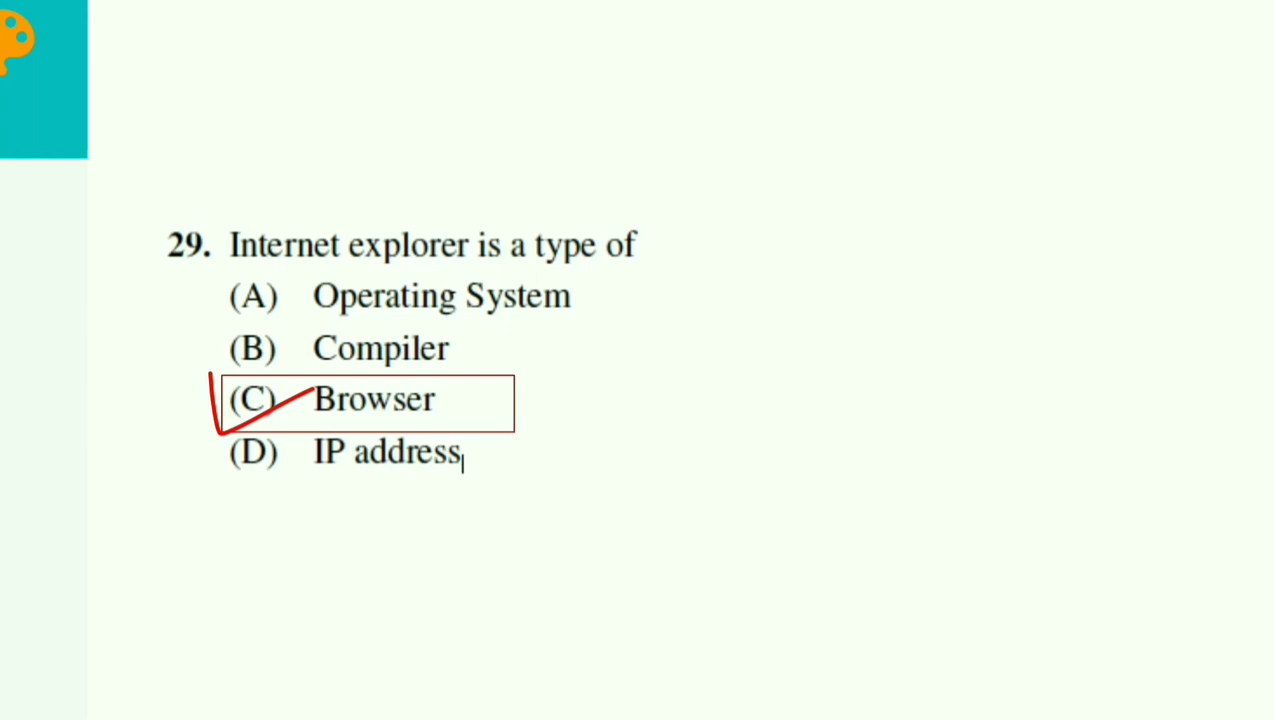 29. Internet explorer is a type of
(A) Operating System
(B) Compiler
(C) Browser
(D) IP address